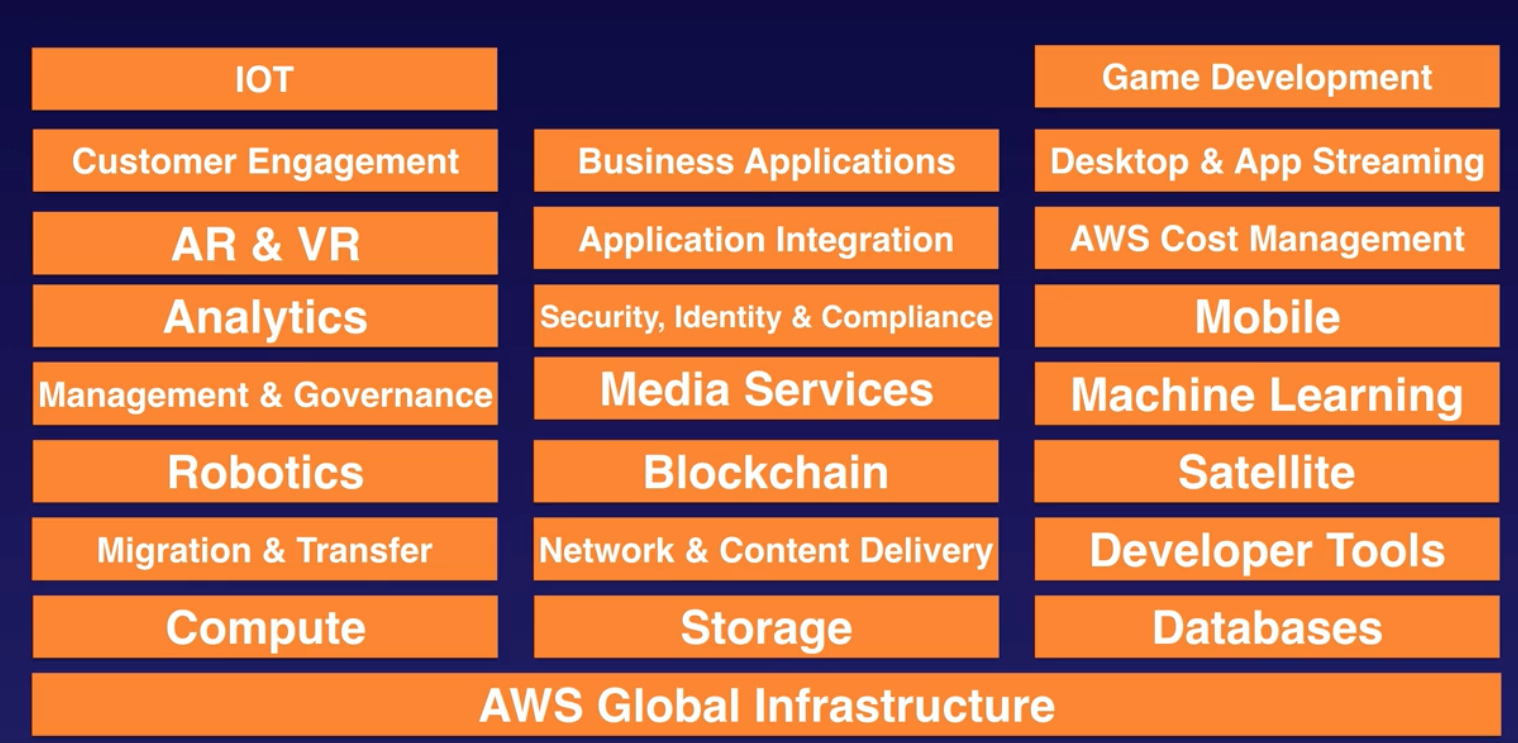 IOT
Game Development
Customer Engagement
Business Applications
Desktop & App Streaming
AR & VR
Application Integration
AWS Cost Management
Analytics
Security, Identity & Compliance
Mobile
Management & Governance
Media Services
Machine Learning
Robotics
Blockchain
Satellite
Migration & Transfer
Network & Content Delivery
Developer Tools
Compute
Storage
Databases
AWS Global Infrastructure